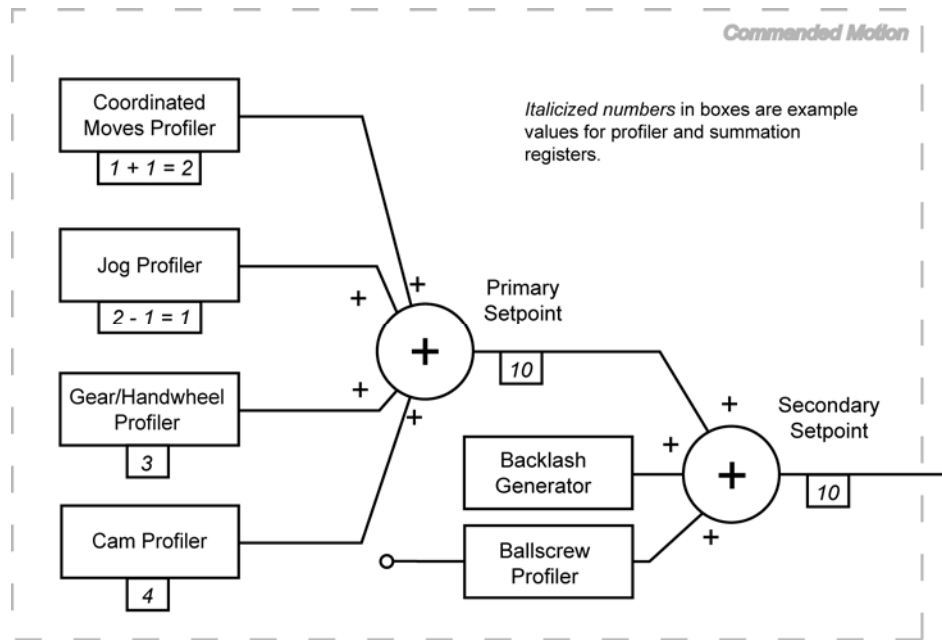 Commanded Motion
Coordinated
Moves Profiler
1 + 1 = 2
Italicized numbers in boxes are example
values for profiler and summation
registers.
Jog Profiler
2 - 1 = 1
+
+
Primary
Setpoint
+
10
Gear/Handwheel
Profiler
3
+
+
+
Secondary
Setpoint
Backlash
Generator
+
+
10
Cam Profiler
4
Ballscrew
Profiler
+